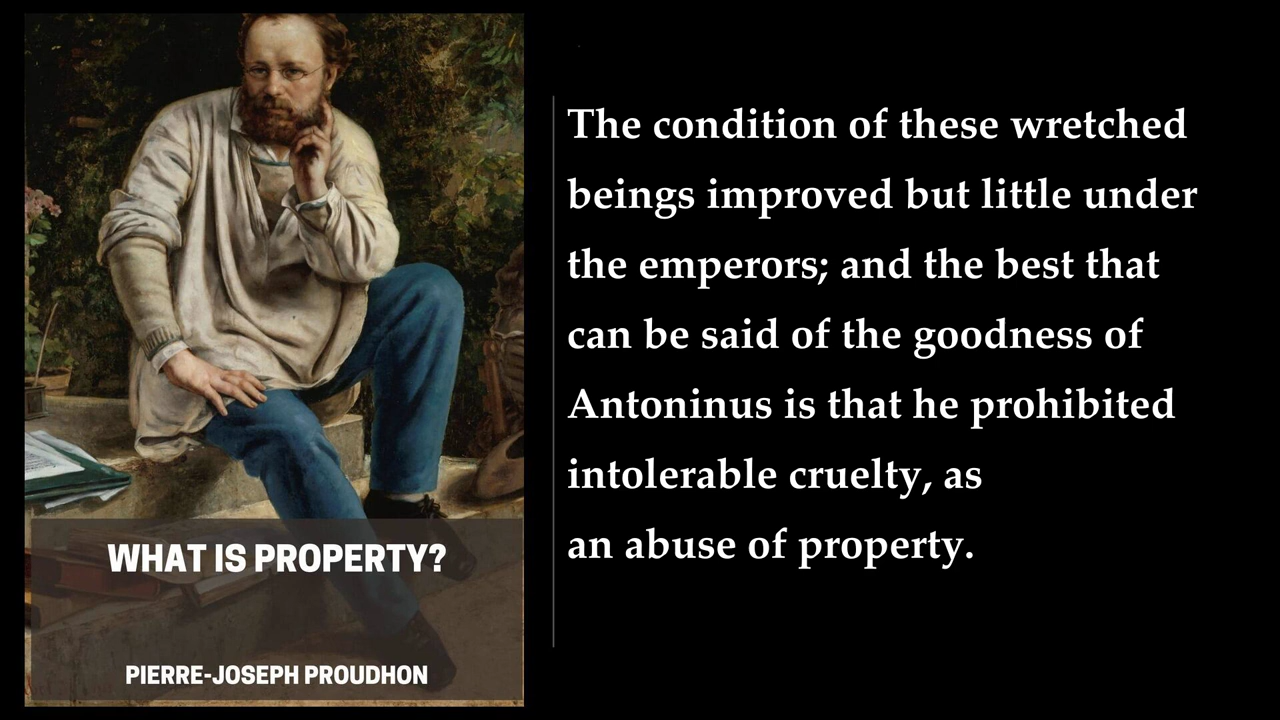 WHAT IS PROPERTY?
PIERRE-JOSEPH PROUDHON
The condition of these wretched
beings improved but little under
the emperors; and the best that
can be said of the goodness of
Antoninus is that he prohibited
intolerable cruelty, as
an abuse of property.